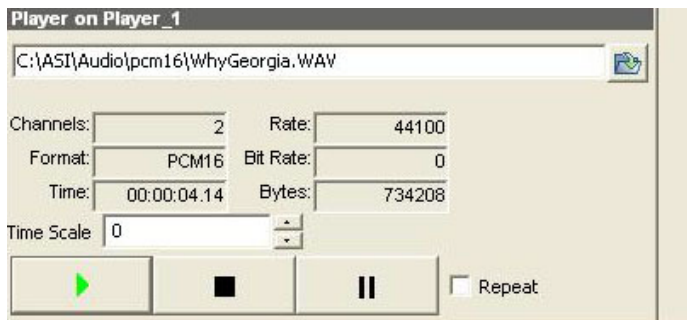 Player on Player_1
C:\ASI\Audio\pcm16\WhyGeorgia.WAV
Channels: 2 Rate: 44100
Format: PCM16 Bit Rate: 0
Time: 00:00:04.14 Bytes: 734208
Time Scale 0
Repeat